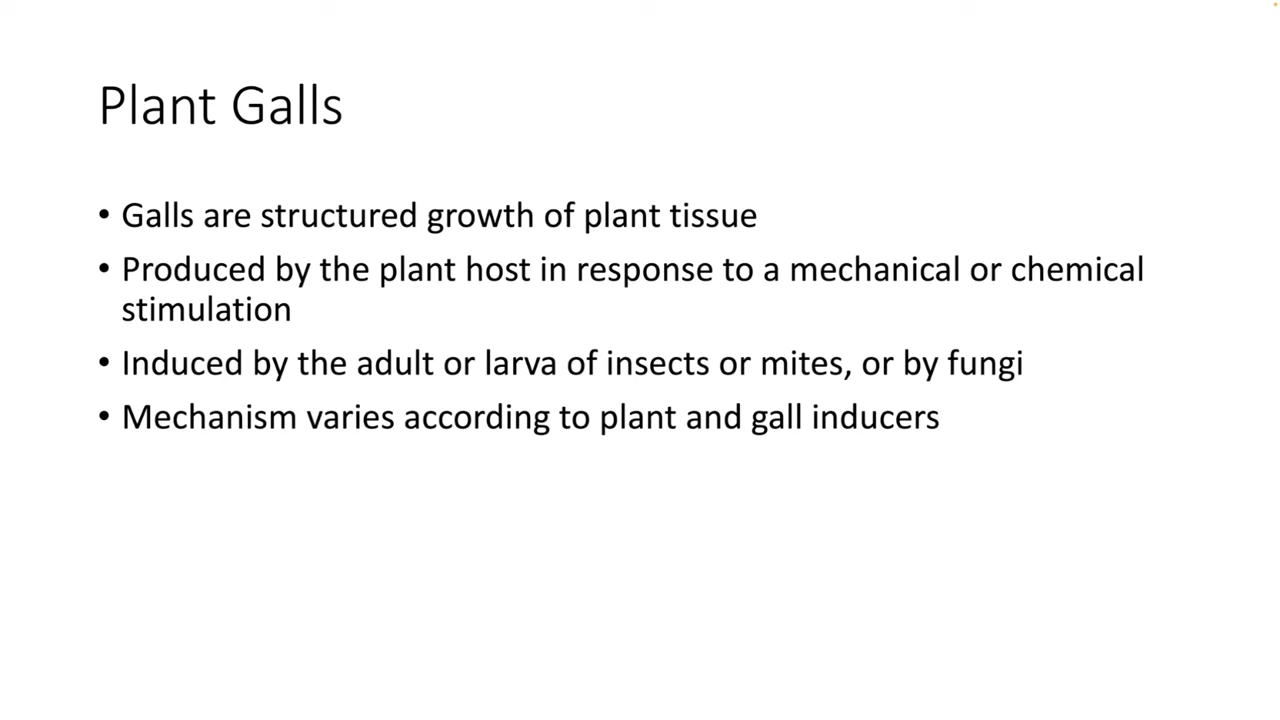 Plant Galls
• Galls are structured growth of plant tissue
• Produced by the plant host in response to a mechanical or chemical
stimulation
• Induced by the adult or larva of insects or mites, or by fungi
• Mechanism varies according to plant and gall inducers